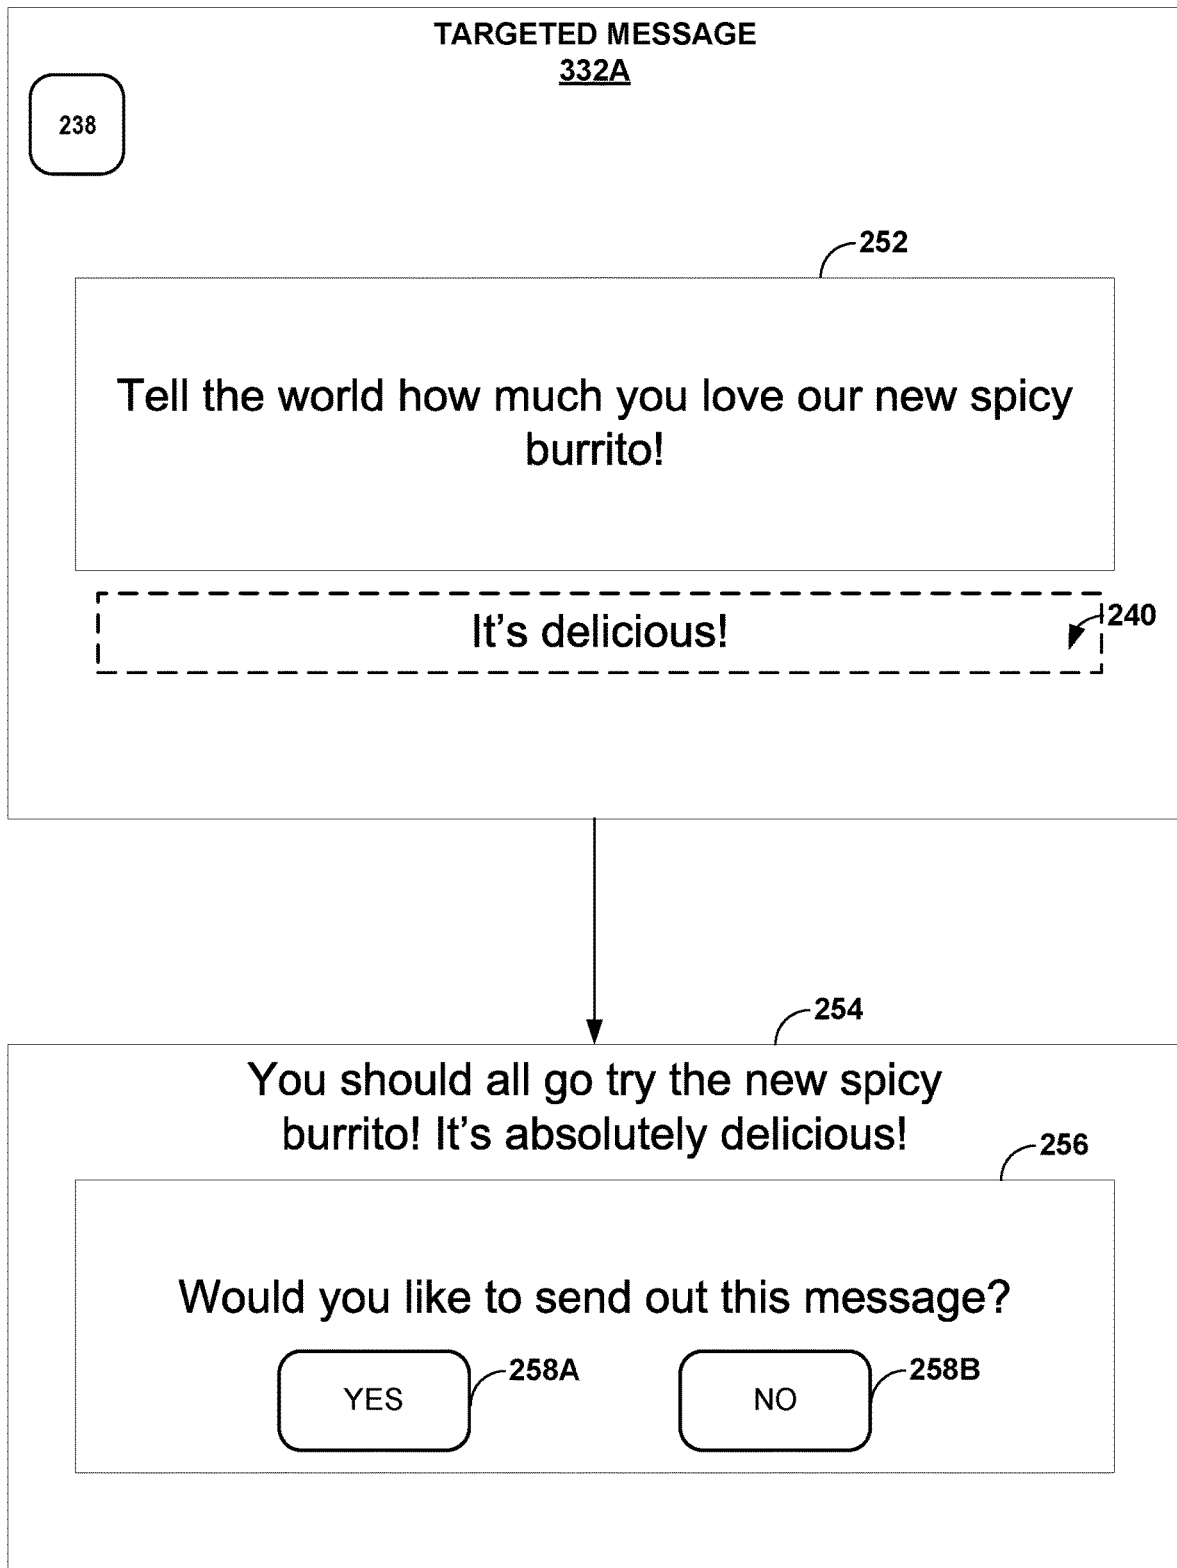 TARGETED MESSAGE
332A
238
252
Tell the world how much you love our new spicy
burrito!
It's delicious!
240
254
You should all go try the new spicy
burrito! It's absolutely delicious!
256
Would you like to send out this message?
YES
258A
NO
258B